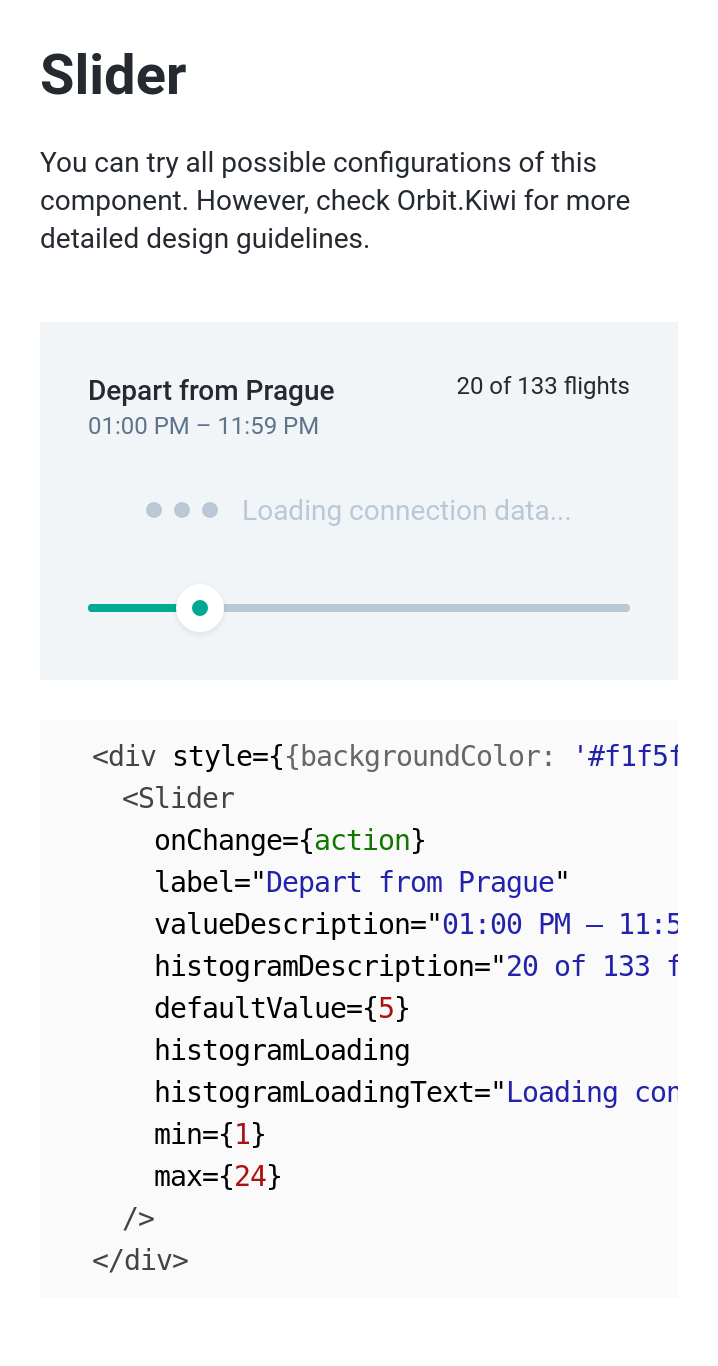 Slider
You can try all possible configurations of this
component. However, check Orbit.Kiwi for more
detailed design guidelines.
Depart from Prague
20 of 133 flights
01:00 PM – 11:59 PM
Loading connection data...
<div style={{backgroundColor: '#f1f5f
<Slider
onChange={action}
label="Depart from Prague"
valueDescription="01:00 PM – 11:5
histogramDescription="20 of 133 f
defaultValue={5}
histogramLoading
histogramLoadingText="Loading con
min={1}
max={24}
/>
</div>